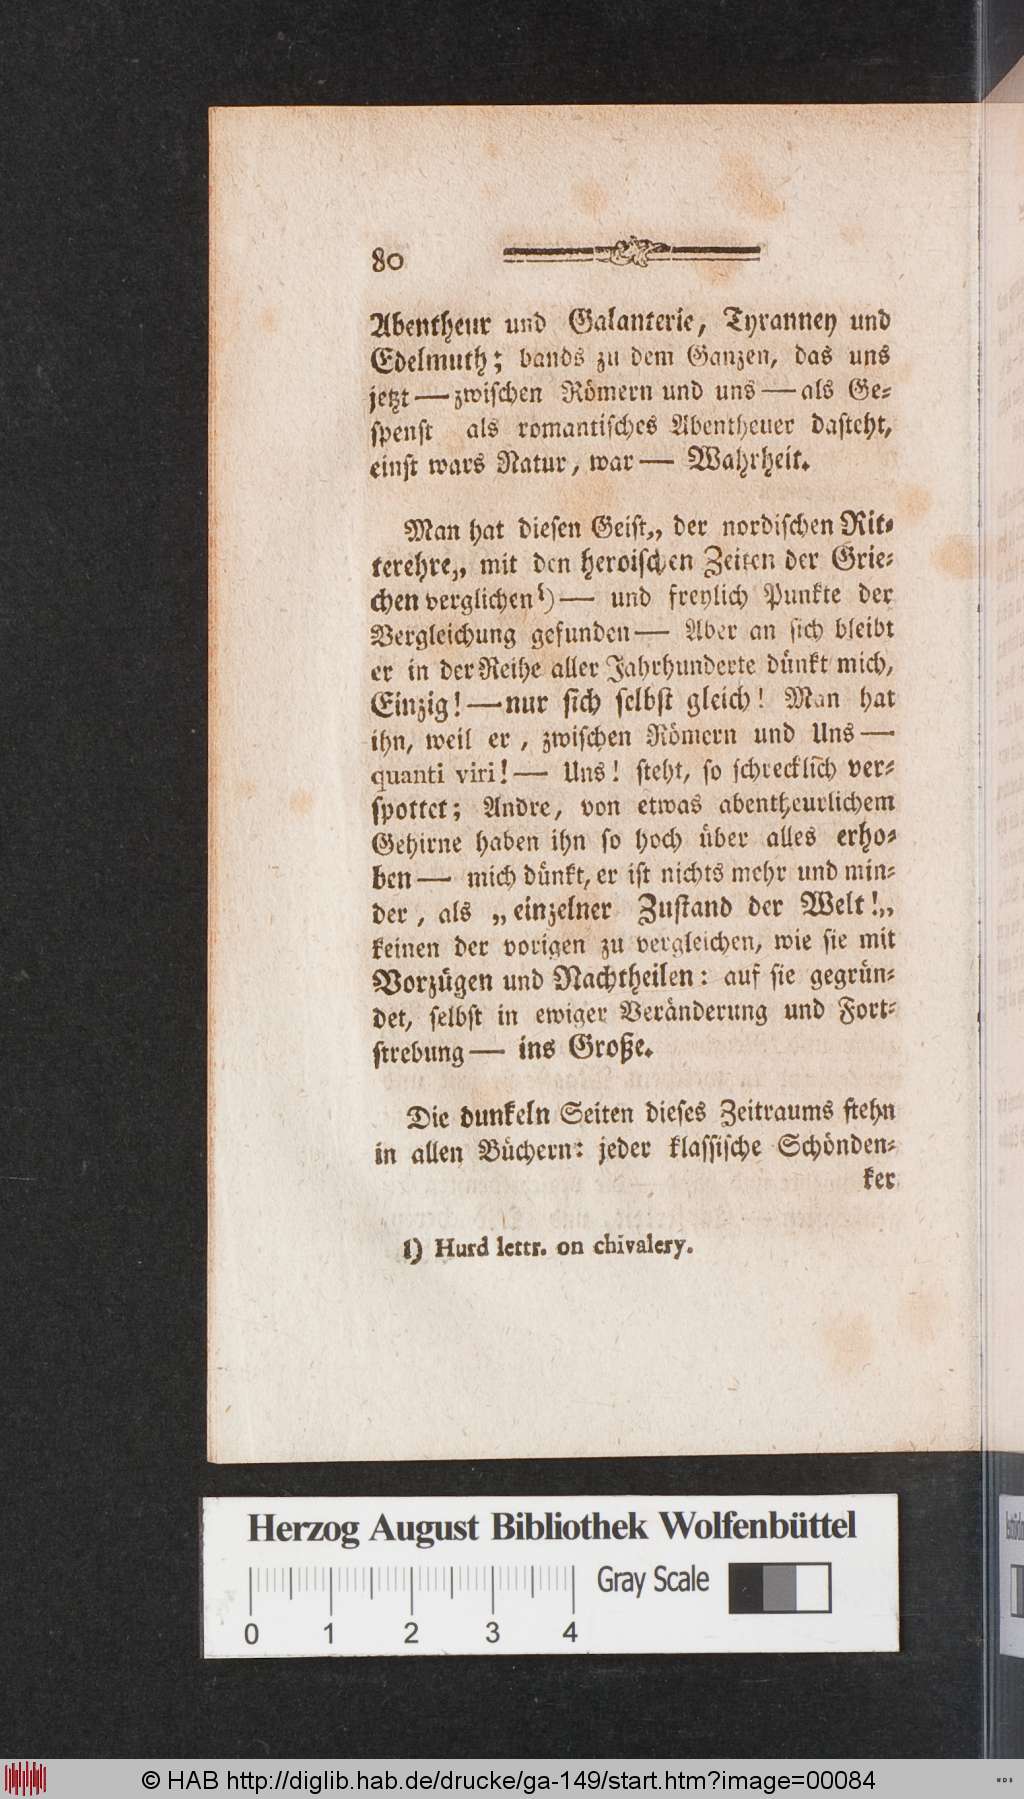 80
Abentheur und Galanterie, Tyranney und
Edelmuth; bands zu dem Ganzen, das uns
jetzt — zwischen Römern und uns — als Ge-
spenst als romantisches Abentheuer dasteht,
einst wars Natur, war — Wahrheit.
Man hat diesen Geist„ der nordischen Rit-
terehre„ mit den heroischen Zeiten der Grie-
chen verglichen l) — und freylich Punkte der
Vergleichung gefunden — Aber an sich bleibt
er in der Reihe aller Jahrhunderte dünkt mich,
Einzig! — nur sich selbst gleich! Man hat
ihn, weil er, zwischen Römern und Uns —
quanti viri! — Uns! steht, so schrecklich ver-
spottet; Andre, von etwas abentheurlichem
Gehirne haben ihn so hoch über alles erho-
ben — mich dünkt, er ist nichts mehr und min-
der, als „einzelner Zustand der Welt!„
keinen der vorigen zu vergleichen, wie sie mit
Vorzügen und Nachtheilen: auf sie gegrün-
det, selbst in ewiger Veränderung und Fort-
strebung — ins Große.
Die dunkeln Seiten dieses Zeitraums stehn
in allen Büchern: jeder klassische Schönden-
ker
l) Hurd lettr. on chivalery.
Herzog August Bibliothek Wolfenbüttel
Gray Scale
0 1 2 3 4
© HAB http://diglib.hab.de/drucke/ga-149/start.htm?image=00084